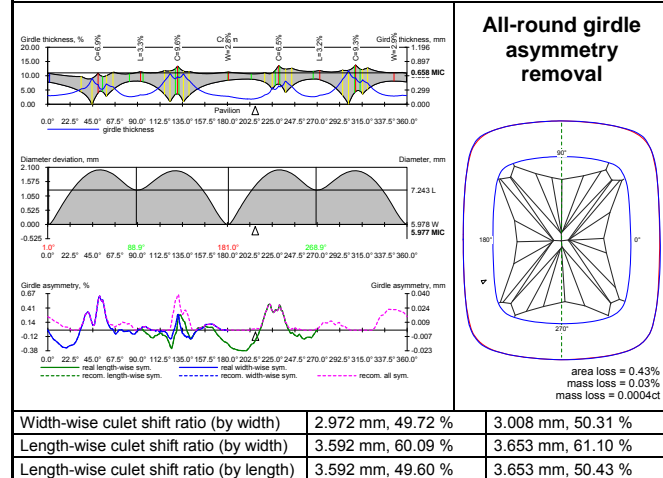 Girdle thickness, %
Girdle thickness, mm
C=6.9%
L=3.3%
C=9.6%
W=2.8%
C=6.5%
L=3.2%
C=9.3%
W=2.9%
20.00
15.00
10.00
5.00
0.00
1.196
0.897
0.658 MIC
0.299
0.000
Pavilion
0.0° 22.5° 45.0° 67.5° 90.0° 112.5° 135.0° 157.5° 180.0° 202.5° 225.0° 247.5° 270.0° 292.5° 315.0° 337.5° 360.0°
girdle thickness
Diameter deviation, mm
Diameter, mm
2.100
1.575
1.050
0.525
0.000
-0.525
7.243 L
5.978 W
5.977 MIC
1.0° 88.9° 181.0° 268.9°
0.0° 22.5° 45.0° 67.5° 90.0° 112.5° 135.0° 157.5° 180.0° 202.5° 225.0° 247.5° 270.0° 292.5° 315.0° 337.5° 360.0°
Girdle asymmetry, %
Girdle asymmetry, mm
0.67
0.41
0.14
-0.12
-0.38
0.040
0.024
0.009
-0.007
-0.023
0.0° 22.5° 45.0° 67.5° 90.0° 112.5° 135.0° 157.5° 180.0° 202.5° 225.0° 247.5° 270.0° 292.5° 315.0° 337.5° 360.0°
real length-wise sym. real width-wise sym.
recom. length-wise sym. recom. width-wise sym. recom. all sym.
All-round girdle
asymmetry
removal
90°
180°
0°
270°
area loss = 0.43%
mass loss = 0.03%
mass loss = 0.0004ct
Width-wise culet shift ratio (by width) 2.972 mm, 49.72 % 3.008 mm, 50.31 %
Length-wise culet shift ratio (by width) 3.592 mm, 60.09 % 3.653 mm, 61.10 %
Length-wise culet shift ratio (by length) 3.592 mm, 49.60 % 3.653 mm, 50.43 %